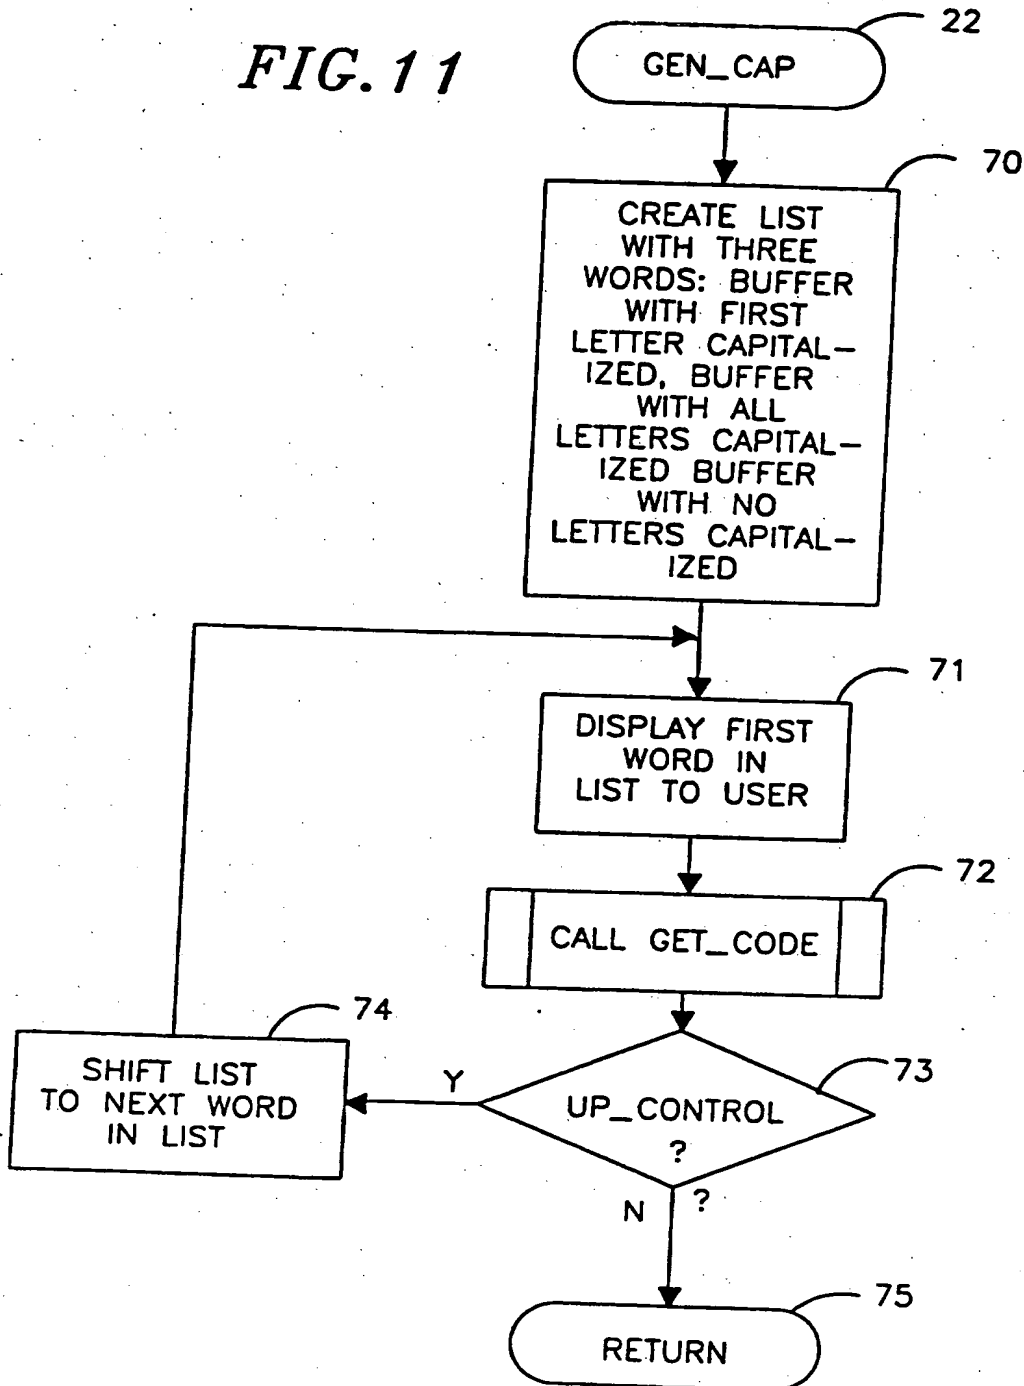 FIG.11
22
GEN_CAP
70
CREATE LIST
WITH THREE
WORDS: BUFFER
WITH FIRST
LETTER CAPITAL-
IZED, BUFFER
WITH ALL
LETTERS CAPITAL-
IZED BUFFER
WITH NO
LETTERS CAPITAL-
IZED
71
DISPLAY FIRST
WORD IN
LIST TO USER
72
CALL GET_CODE
74
SHIFT LIST
TO NEXT WORD
IN LIST
Y
73
UP_CONTROL
?
N ?
75
RETURN